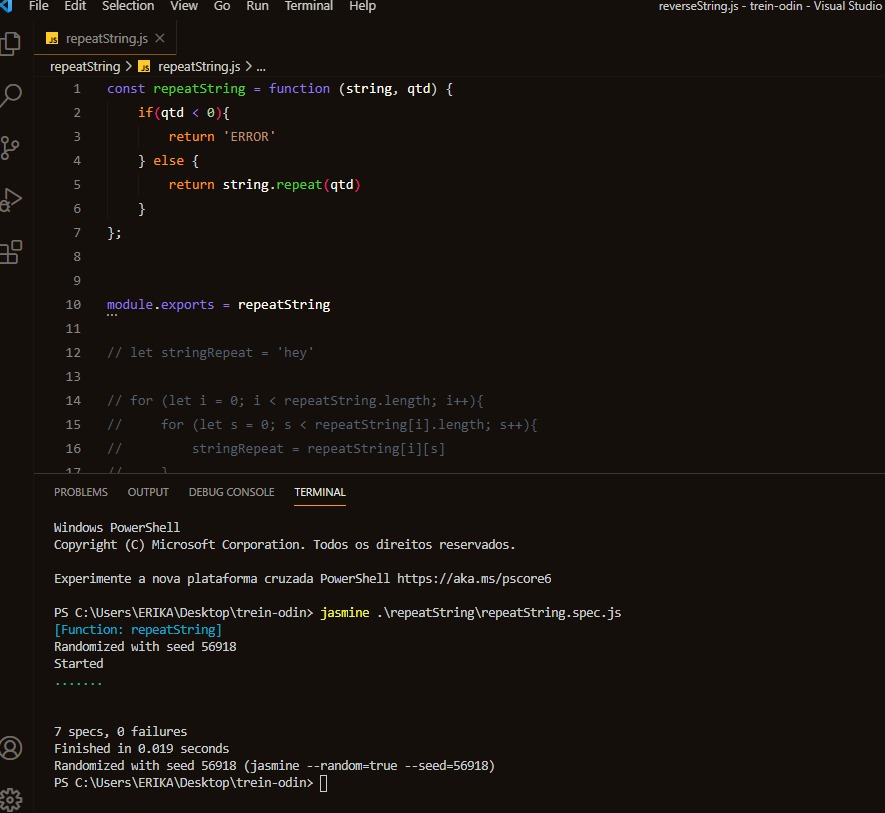 File Edit Selection View Go Run Terminal Help reverseString.js - trein-odin - Visual Studio
JS repeatString.js
repeatString > JS repeatString.js > ...
1 const repeatString = function (string, qtd) {
2 if(qtd < 0){
3 return 'ERROR'
4 } else {
5 return string.repeat(qtd)
6 }
7 };
8
9
10 module.exports = repeatString
11
12 // let stringRepeat = 'hey'
13
14 // for (let i = 0; i < repeatString.length; i++){
15 // for (let s = 0; s < repeatString[i].length; s++){
16 // stringRepeat = repeatString[i][s]
17 // }
PROBLEMS OUTPUT DEBUG CONSOLE TERMINAL
Windows PowerShell
Copyright (C) Microsoft Corporation. Todos os direitos reservados.
Experimente a nova plataforma cruzada PowerShell https://aka.ms/pscore6
PS C:\Users\ERIKA\Desktop\trein-odin> jasmine .\repeatString\repeatString.spec.js
[Function: repeatString]
Randomized with seed 56918
Started
.......
7 specs, 0 failures
Finished in 0.019 seconds
Randomized with seed 56918 (jasmine --random=true --seed=56918)
PS C:\Users\ERIKA\Desktop\trein-odin>